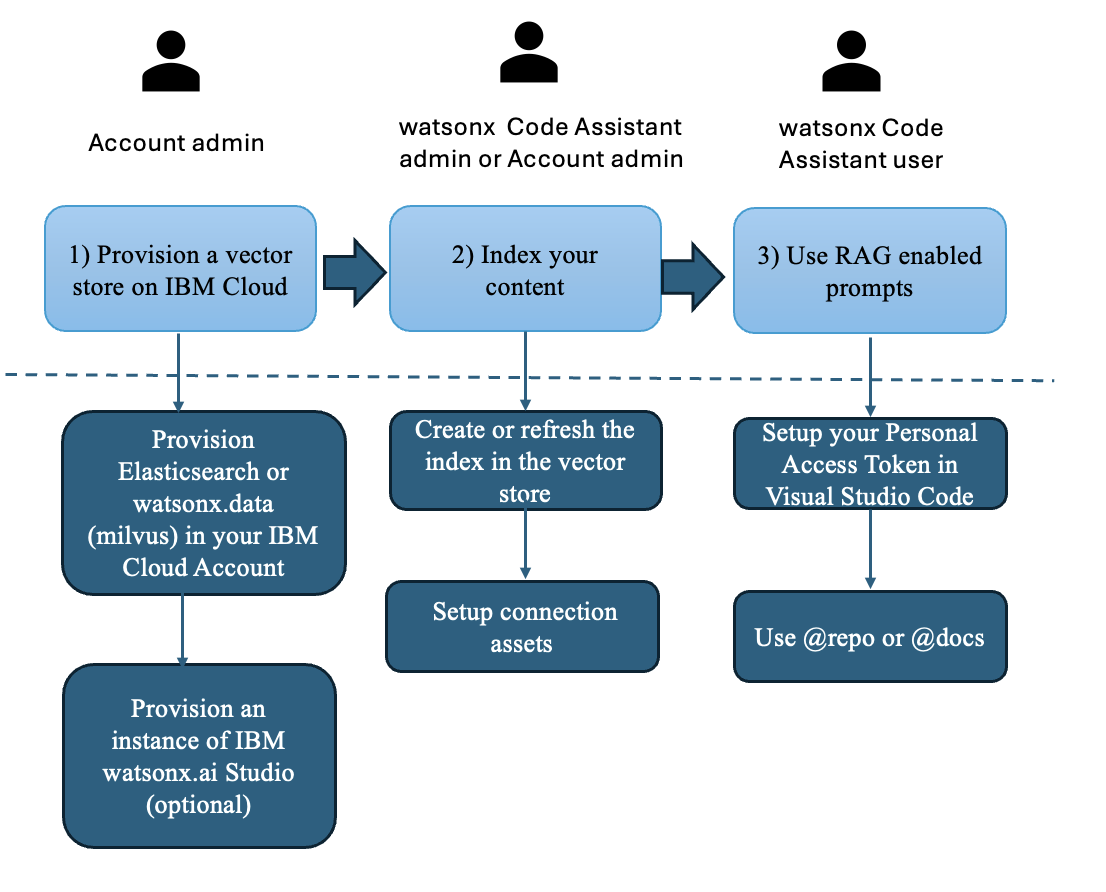 Account admin
watsonx Code Assistant
admin or Account admin
watsonx Code
Assistant user
1) Provision a vector
store on IBM Cloud
2) Index your
content
3) Use RAG enabled
prompts
Provision
Elasticsearch or
watsonx.data
(milvus) in your IBM
Cloud Account
Create or refresh the
index in the vector
store
Setup your Personal
Access Token in
Visual Studio Code
Setup connection
assets
Use @repo or @docs
Provision an
instance of IBM
watsonx.ai Studio
(optional)